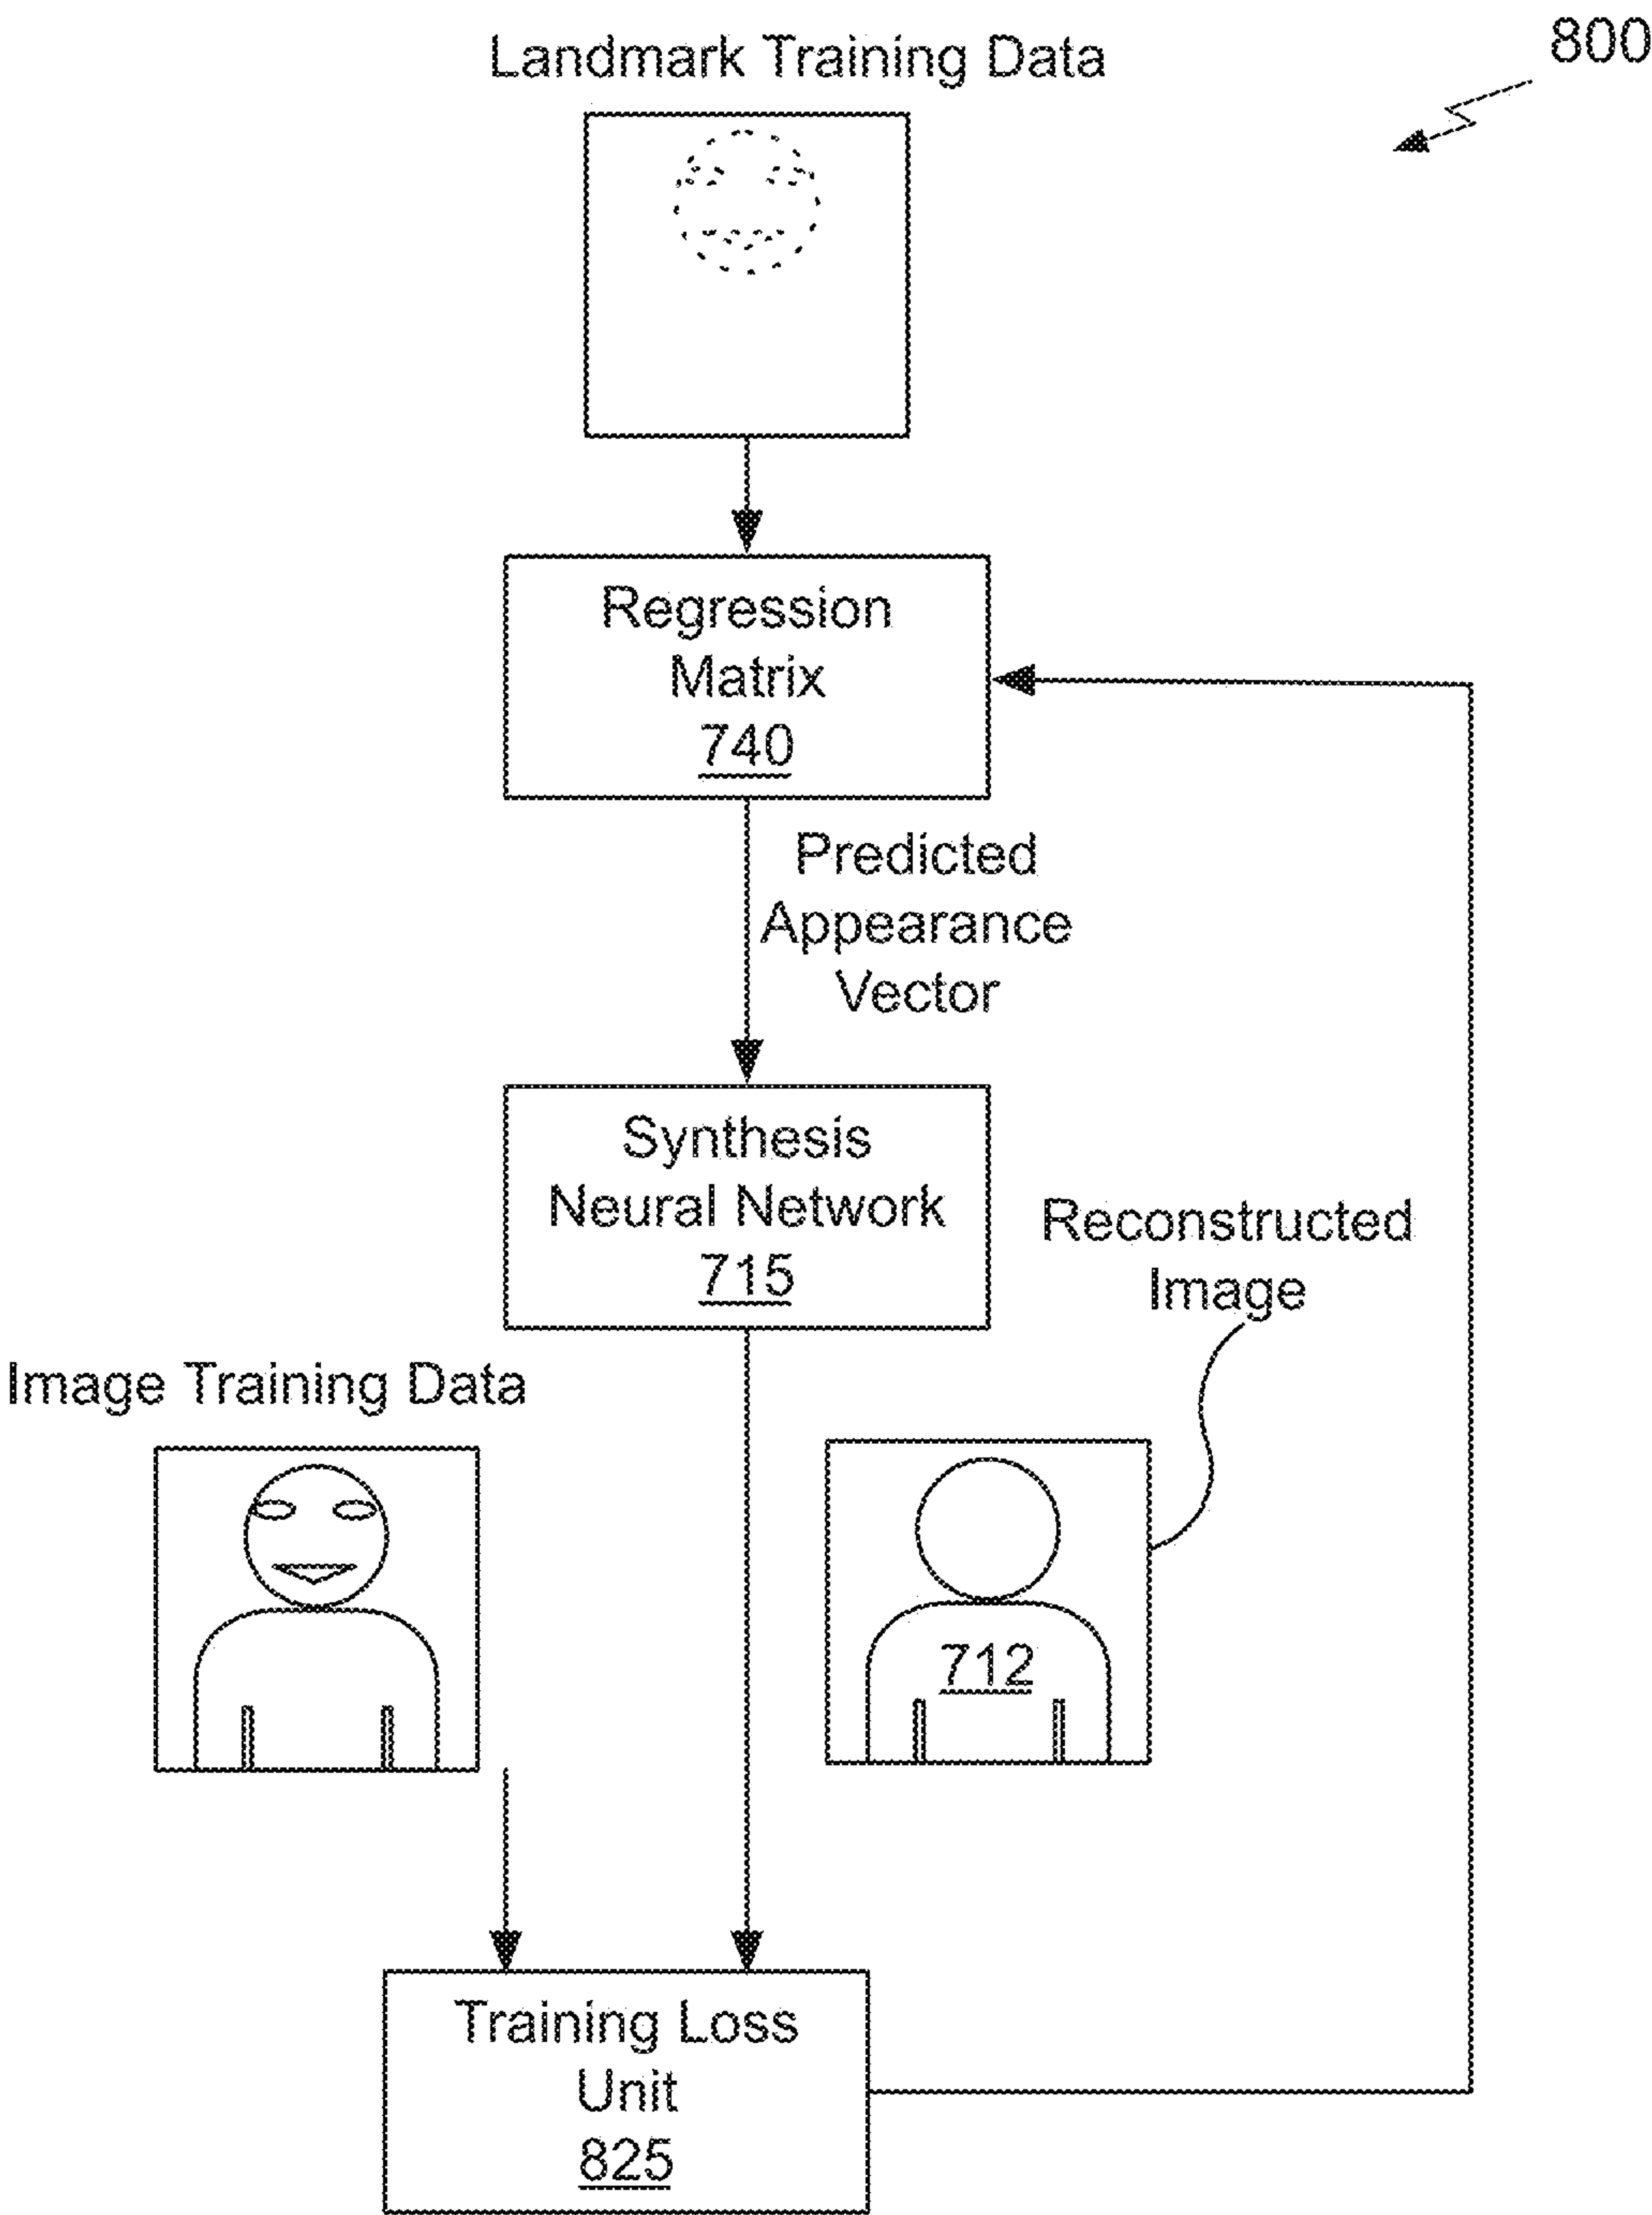 800
Landmark Training Data
Regression
Matrix
740
Predicted
Appearance
Vector
Synthesis
Neural Network
715
Reconstructed
Image
Image Training Data
712
Training Loss
Unit
825